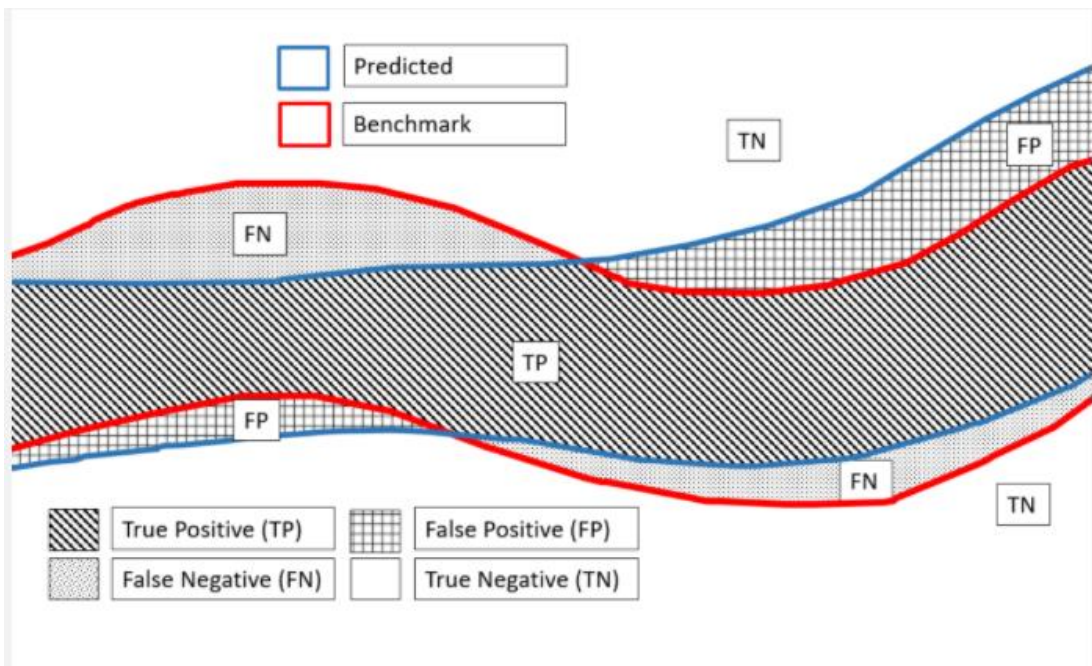 Predicted
Benchmark
TN
FP
FN
TP
FP
FN
TN
True Positive (TP)
False Positive (FP)
False Negative (FN)
True Negative (TN)